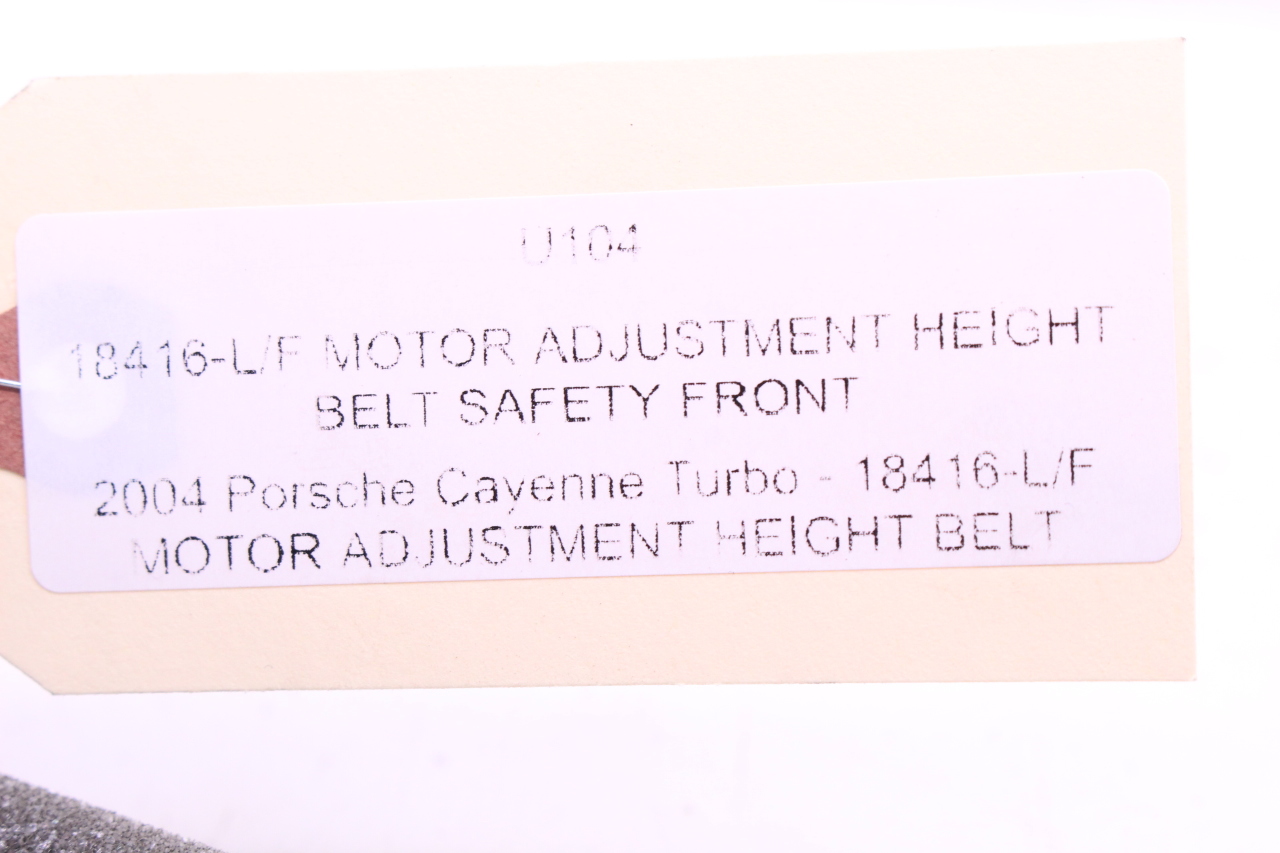 U104
18416-L/F MOTOR ADJUSTMENT HEIGHT
BELT SAFETY FRONT
2004 Porsche Cayenne Turbo - 18416-L/F
MOTOR ADJUSTMENT HEIGHT BELT